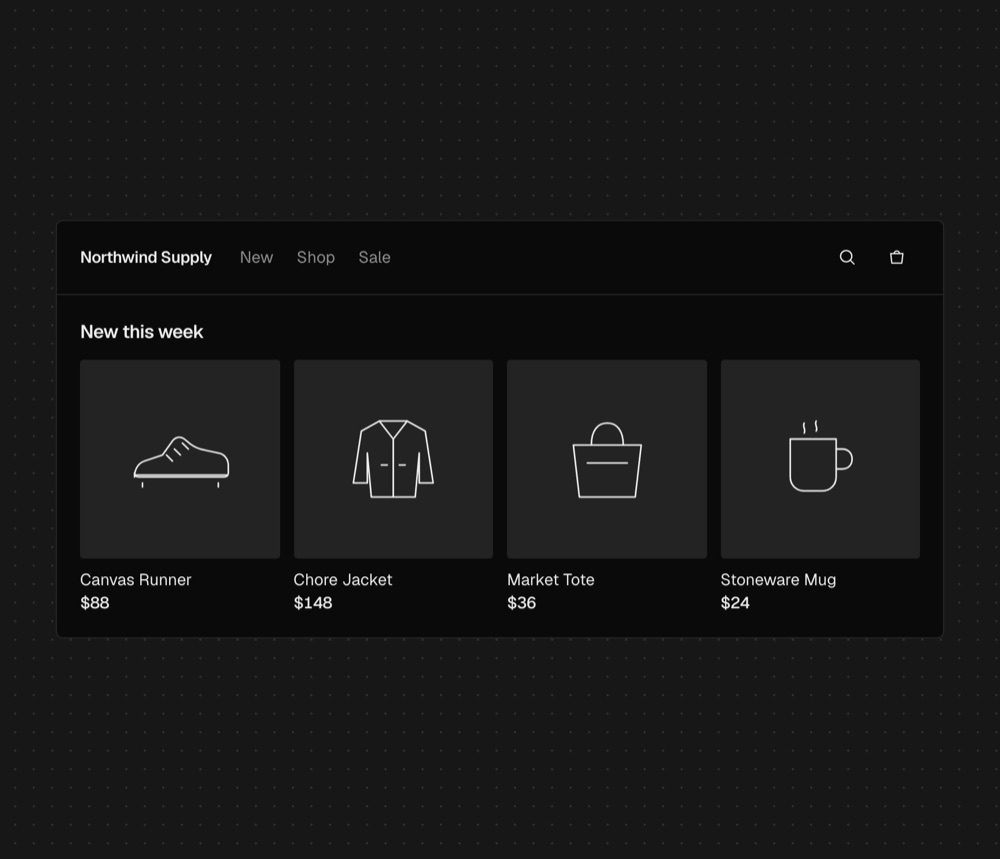 Northwind Supply New Shop Sale
New this week
Canvas Runner
$88
Chore Jacket
$148
Market Tote
$36
Stoneware Mug
$24